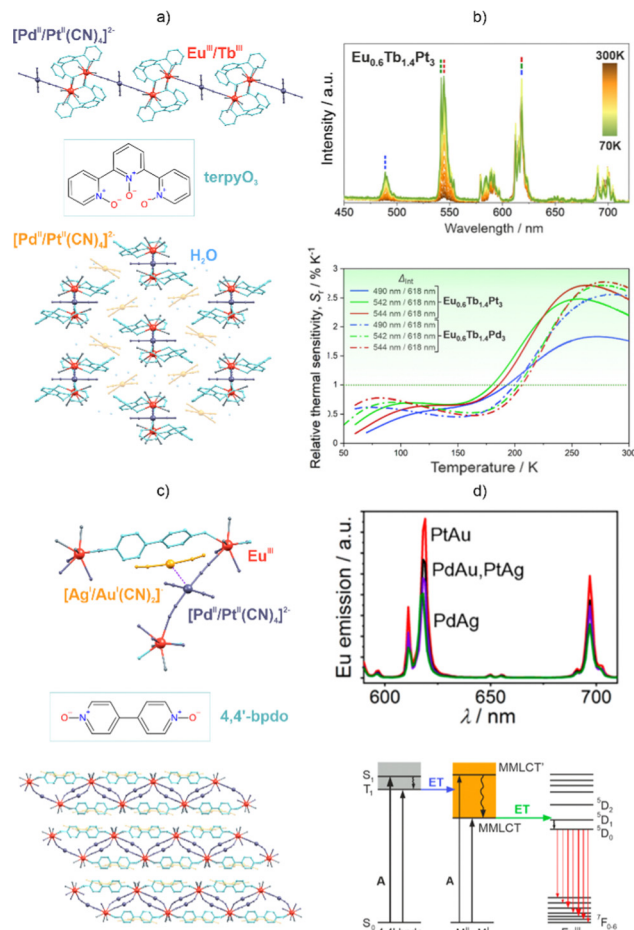 a)
[Pd^II/Pt^II(CN)₄]²⁻
Eu^III/Tb^III
N⁺
O⁻
N⁺
O⁻
N⁺
O⁻
terpyO₃
[Pd^II/Pt^II(CN)₄]²⁻
H₂O
b)
Eu₀.₆Tb₁.₄Pt₃
300K
70K
Intensity / a.u.
450 500 550 600 650 700
Wavelength / nm
Relative thermal sensitivity, Sᵣ / % K⁻¹
Δ_int
490 nm / 618 nm
542 nm / 618 nm
544 nm / 618 nm
Eu₀.₆Tb₁.₄Pt₃
490 nm / 618 nm
542 nm / 618 nm
544 nm / 618 nm
Eu₀.₆Tb₁.₄Pd₃
1
50 100 150 200 250 300
Temperature / K
c)
Eu^III
[Ag^I/Au^I(CN)₂]⁻
[Pd^II/Pt^II(CN)₄]²⁻
⁻O
N⁺
N⁺
O⁻
4,4'-bpdo
d)
Eu emission / a.u.
PtAu
PdAu,PtAg
PdAg
600 650 700
λ / nm
S₁
T₁
ET
MMLCT'
ET
MMLCT
⁵D₂
⁵D₁
⁵D₀
A
A
⁷F₀₋₆
S₀